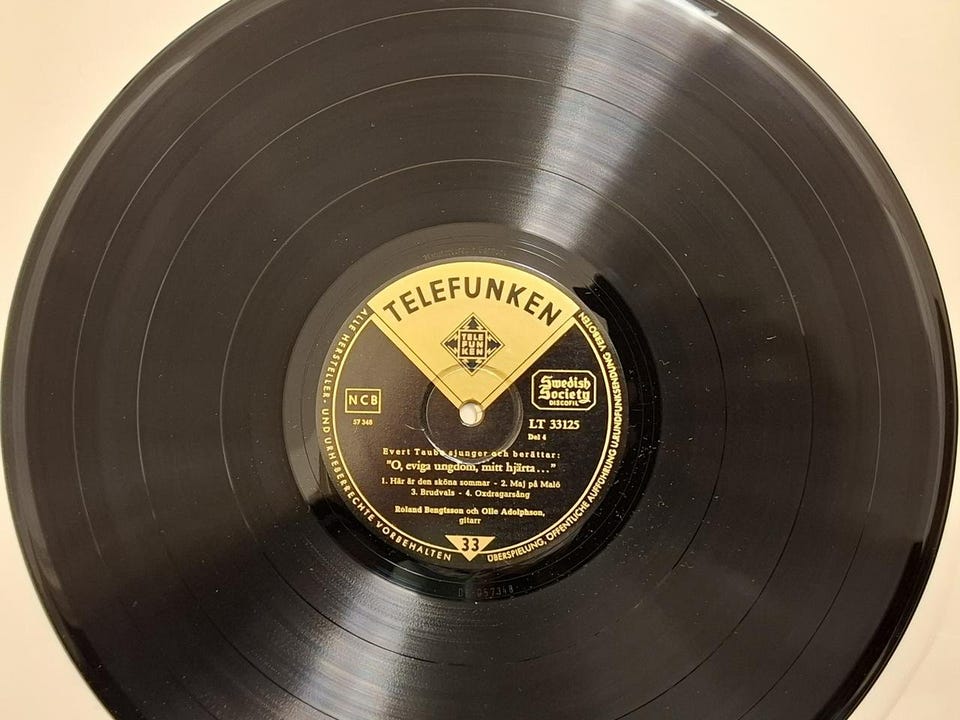 TELEFUNKEN
TELE
FUN
KEN
NCB
57 348
Swedish
Society
DISCOFIL
LT 33125
Del 4
Evert Taube sjunger och berättar:
"O, eviga ungdom, mitt hjärta..."
1. Här är den sköna sommar - 2. Maj på Malö
3. Brudvals - 4. Oxdragarsång
Roland Bengtsson och Olle Adolphson,
gitarr
33
ALLE HERSTELLER- UND URHEBERRECHTE VORBEHALTEN
ÜBERSPIELUNG, ÖFFENTLICHE AUFFÜHRUNG U.RUNDFUNKSENDUNG VERBOTEN